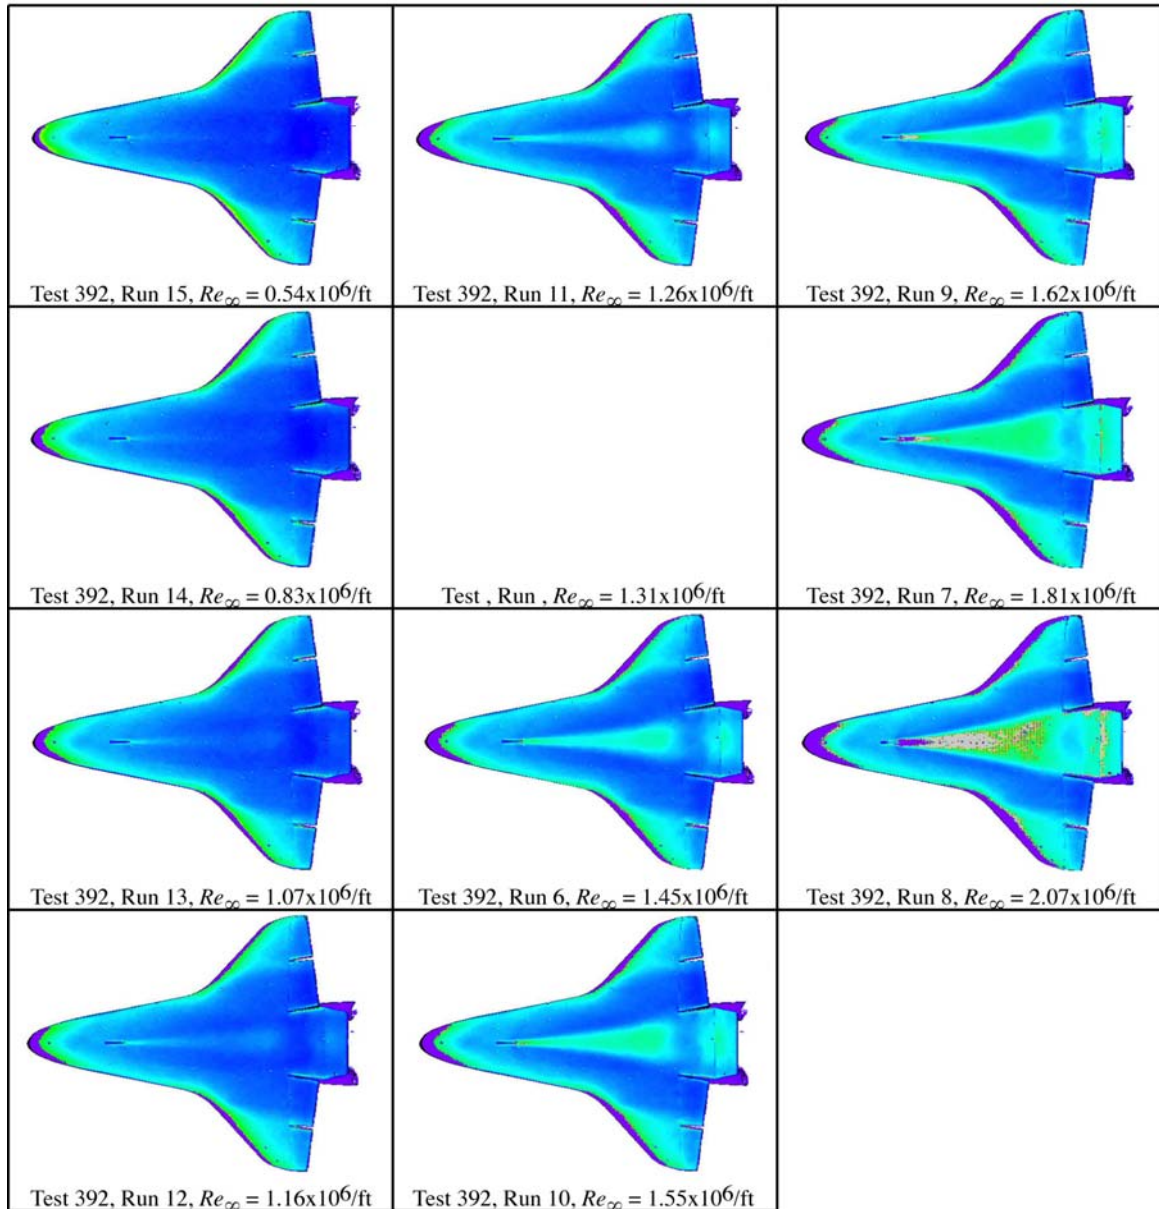 Test 392, Run 15, Re∞ = 0.54x10⁶/ft
Test 392, Run 11, Re∞ = 1.26x10⁶/ft
Test 392, Run 9, Re∞ = 1.62x10⁶/ft
Test 392, Run 14, Re∞ = 0.83x10⁶/ft
Test , Run , Re∞ = 1.31x10⁶/ft
Test 392, Run 7, Re∞ = 1.81x10⁶/ft
Test 392, Run 13, Re∞ = 1.07x10⁶/ft
Test 392, Run 6, Re∞ = 1.45x10⁶/ft
Test 392, Run 8, Re∞ = 2.07x10⁶/ft
Test 392, Run 12, Re∞ = 1.16x10⁶/ft
Test 392, Run 10, Re∞ = 1.55x10⁶/ft